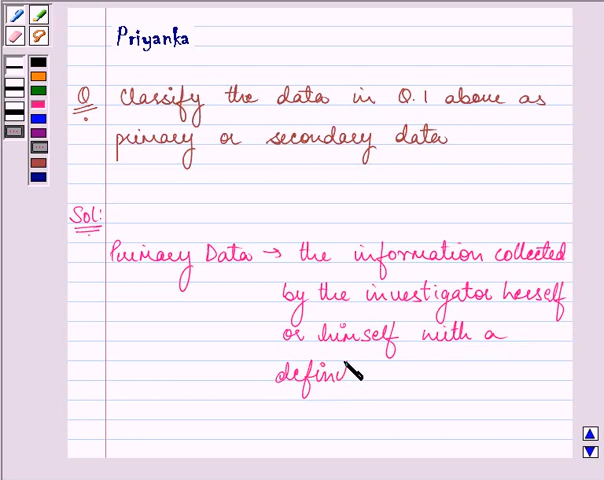 Priyanka
Q Classify the data in Q.1 above as
primary or secondary data
Sol:
Primary Data → the information collected
by the investigator herself
or himself with a
defini